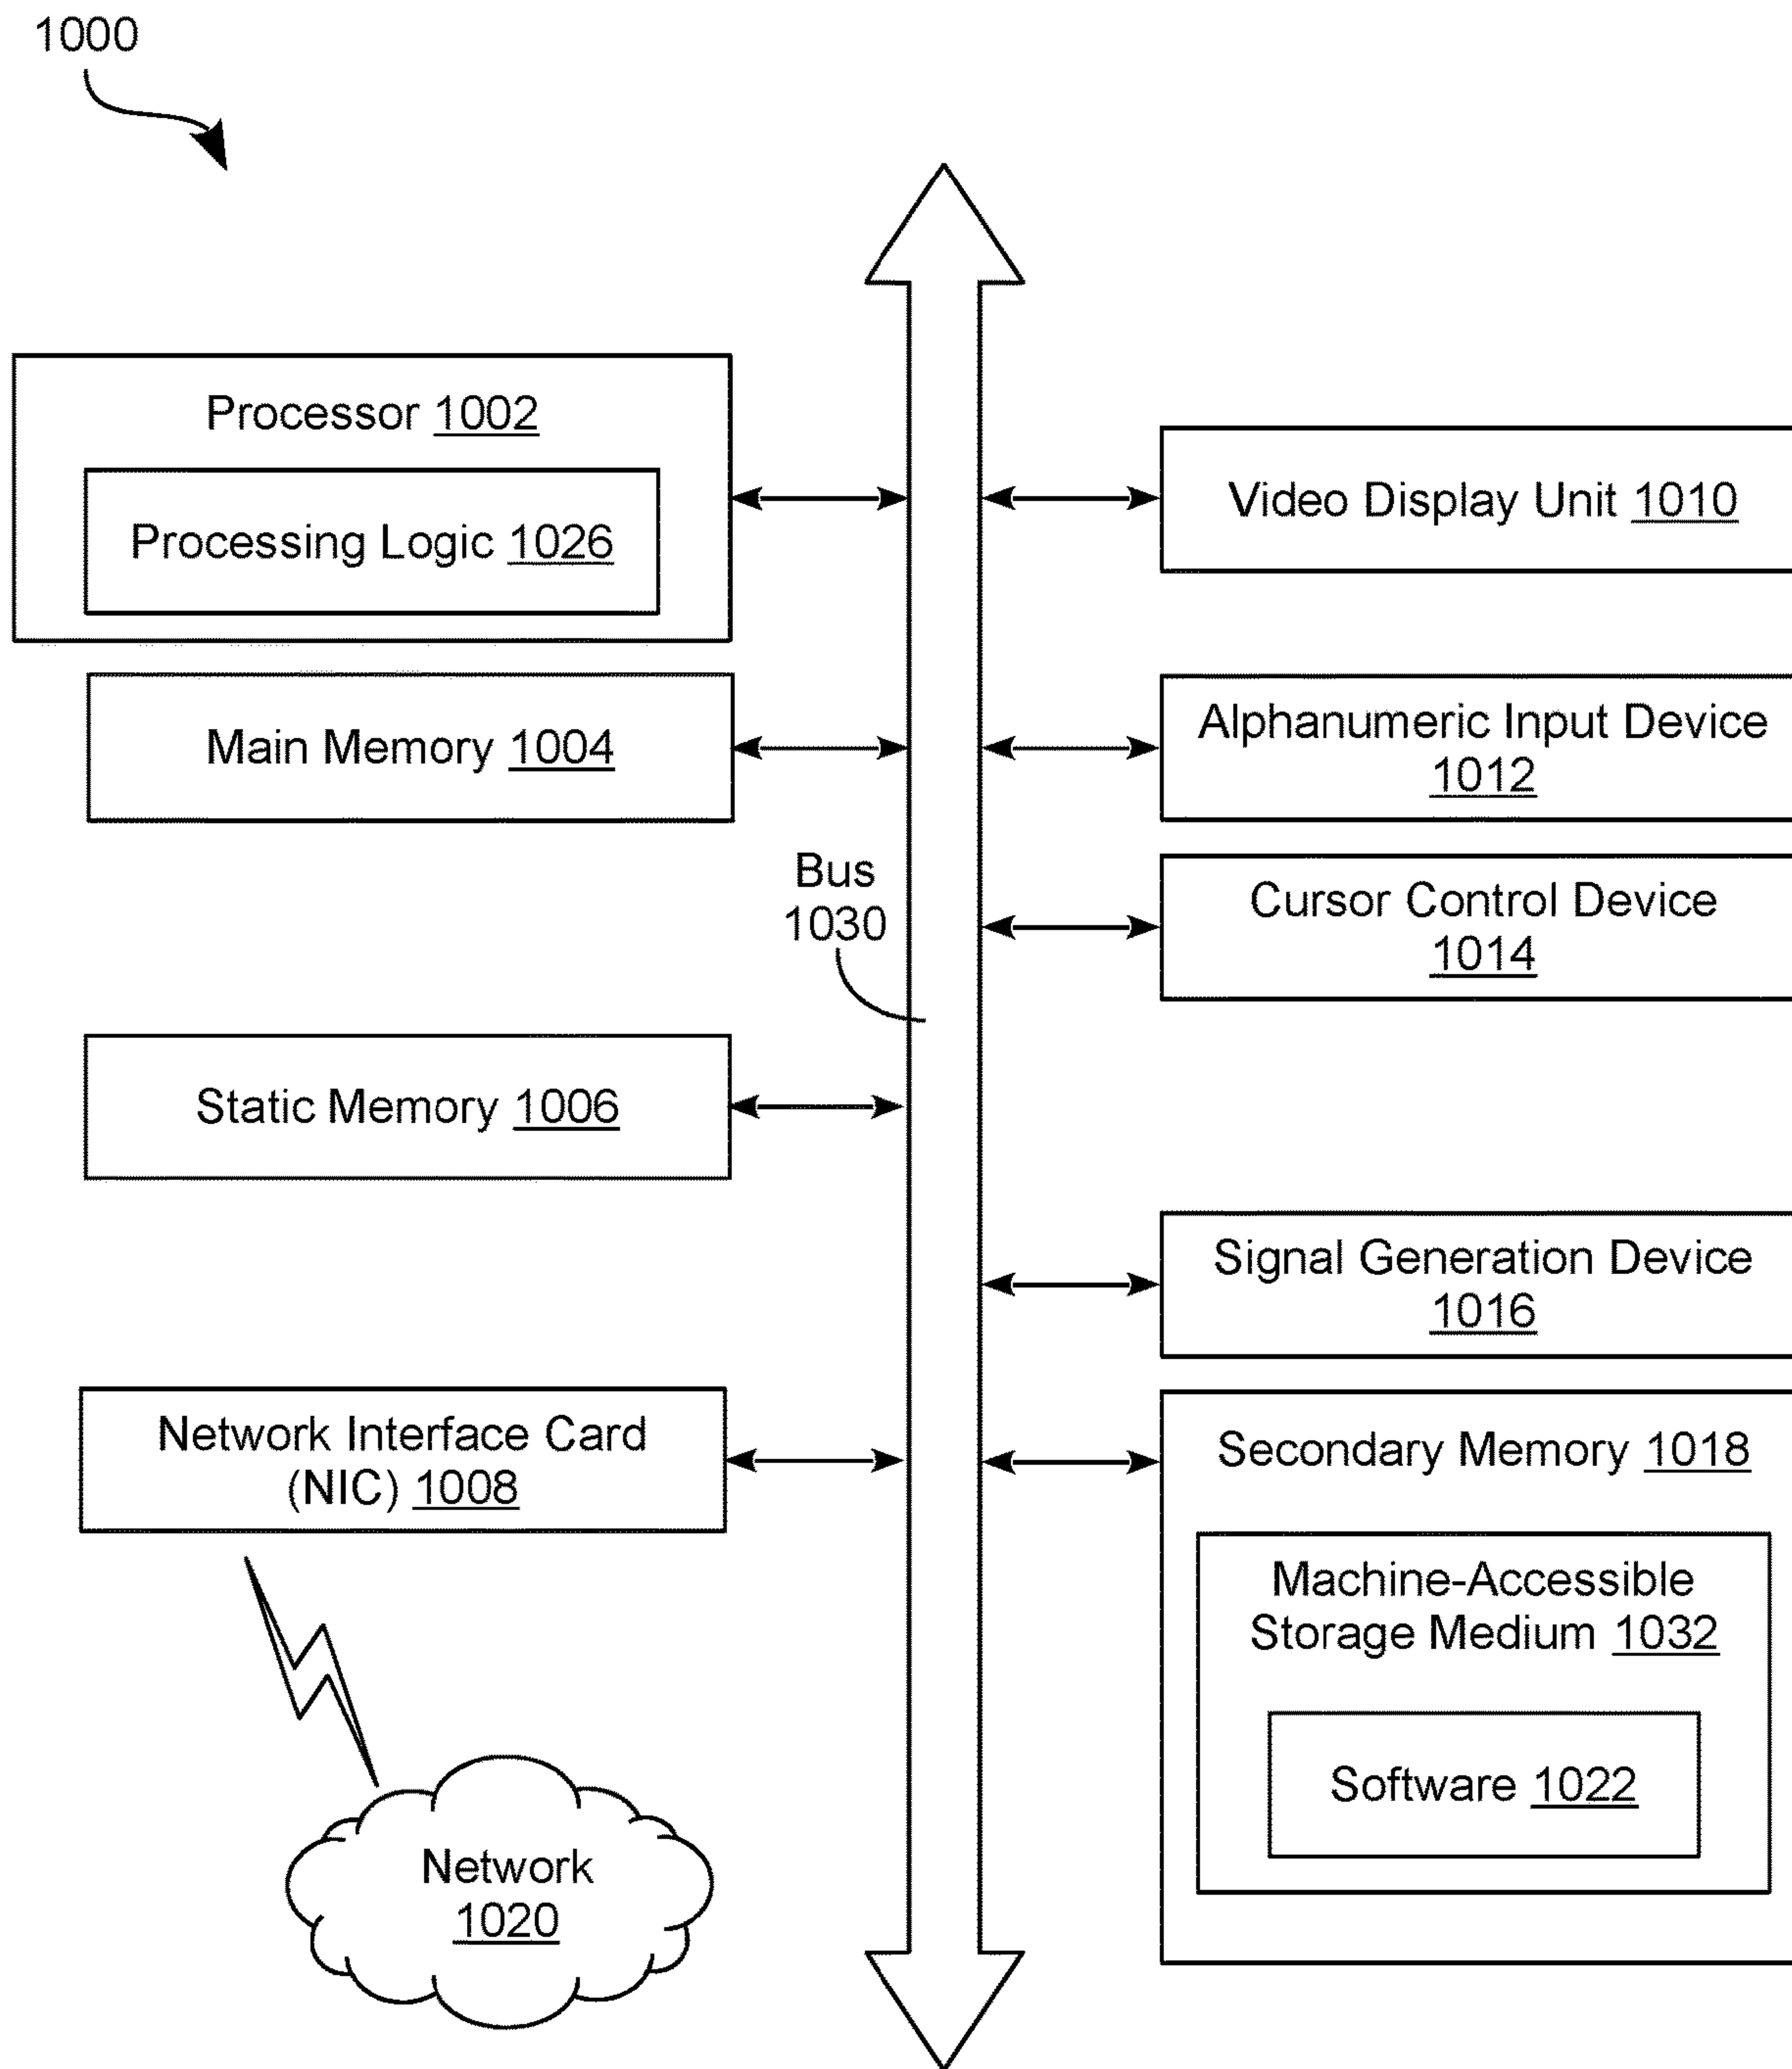 1000
Processor 1002
Processing Logic 1026
Main Memory 1004
Bus
1030
Static Memory 1006
Network Interface Card
(NIC) 1008
Network
1020
Video Display Unit 1010
Alphanumeric Input Device
1012
Cursor Control Device
1014
Signal Generation Device
1016
Secondary Memory 1018
Machine-Accessible
Storage Medium 1032
Software 1022